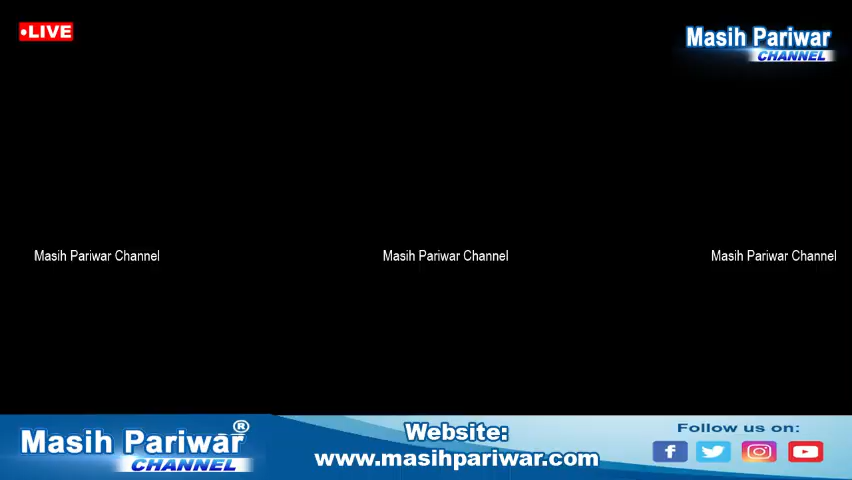 •LIVE
Masih Pariwar
CHANNEL
Masih Pariwar Channel
Masih Pariwar Channel
Masih Pariwar Channel
Masih Pariwar®
CHANNEL
Website:
www.masihpariwar.com
Follow us on: